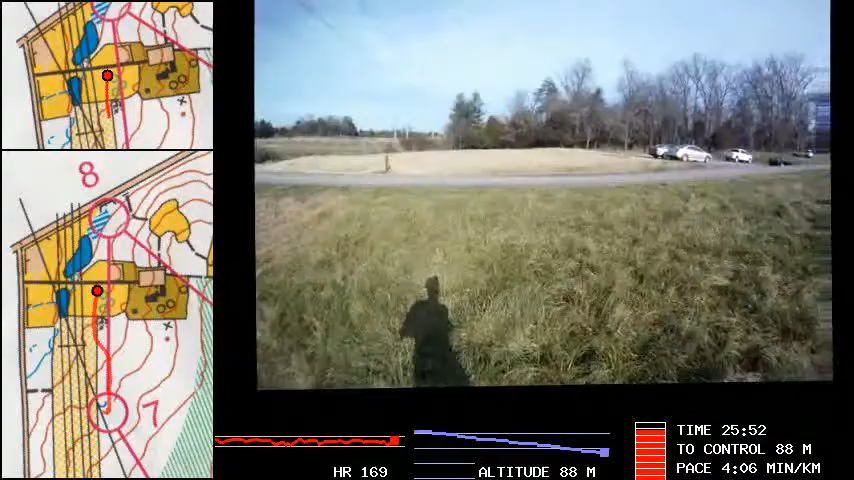 8
7
HR 169
ALTITUDE 88 M
TIME 25:52
TO CONTROL 88 M
PACE 4:06 MIN/KM